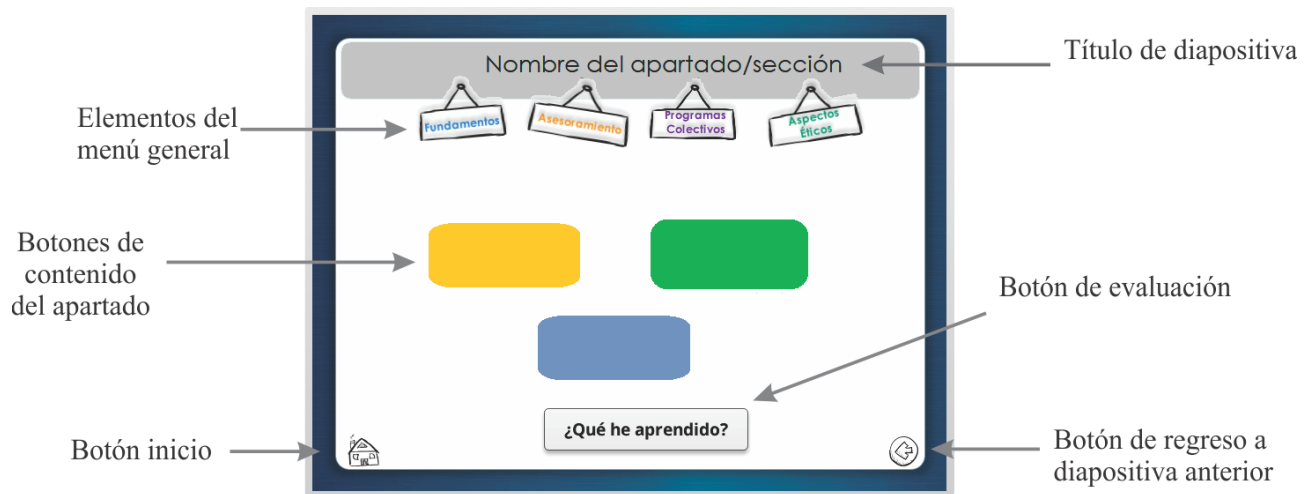 Nombre del apartado/sección
Título de diapositiva
Elementos del
menú general
Fundamentos
Asesoramiento
Programas
Colectivos
Aspectos
Éticos
Botones de
contenido
del apartado
Botón de evaluación
¿Qué he aprendido?
Botón inicio
Botón de regreso a
diapositiva anterior